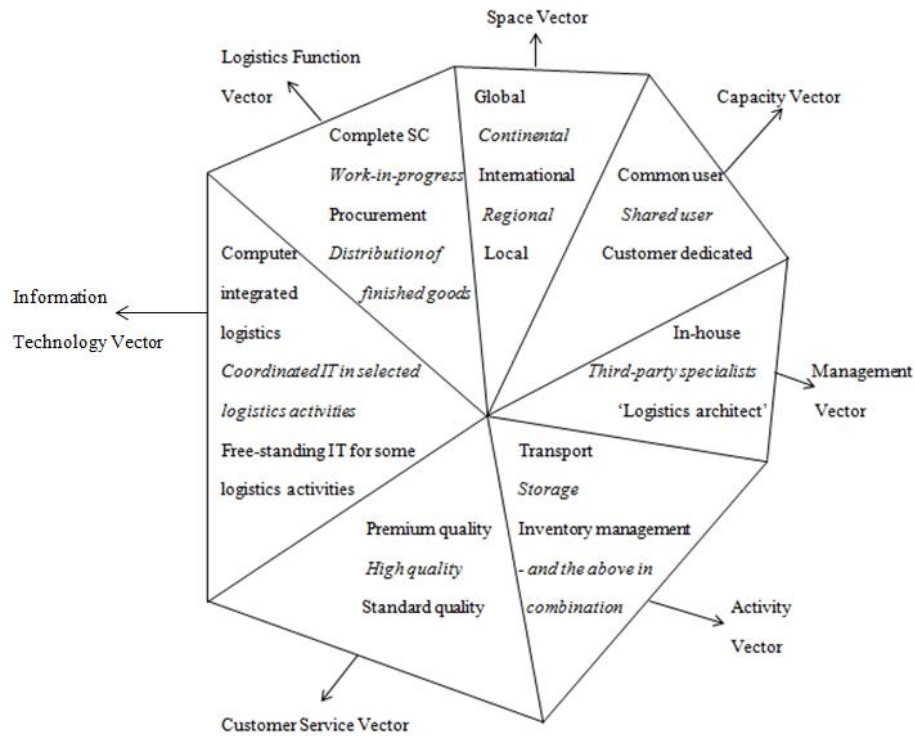 Space Vector
Logistics Function
Vector
Global
Capacity Vector
Complete SC
Continental
Work-in-progress
International
Common user
Procurement
Regional
Shared user
Computer
Distribution of
Local
Customer dedicated
integrated
finished goods
Information
Technology Vector
logistics
In-house
Coordinated IT in selected
Third-party specialists
Management
Vector
logistics activities
‘Logistics architect’
Free-standing IT for some
Transport
logistics activities
Storage
Premium quality
Inventory management
High quality
- and the above in
Standard quality
combination
Activity
Vector
Customer Service Vector